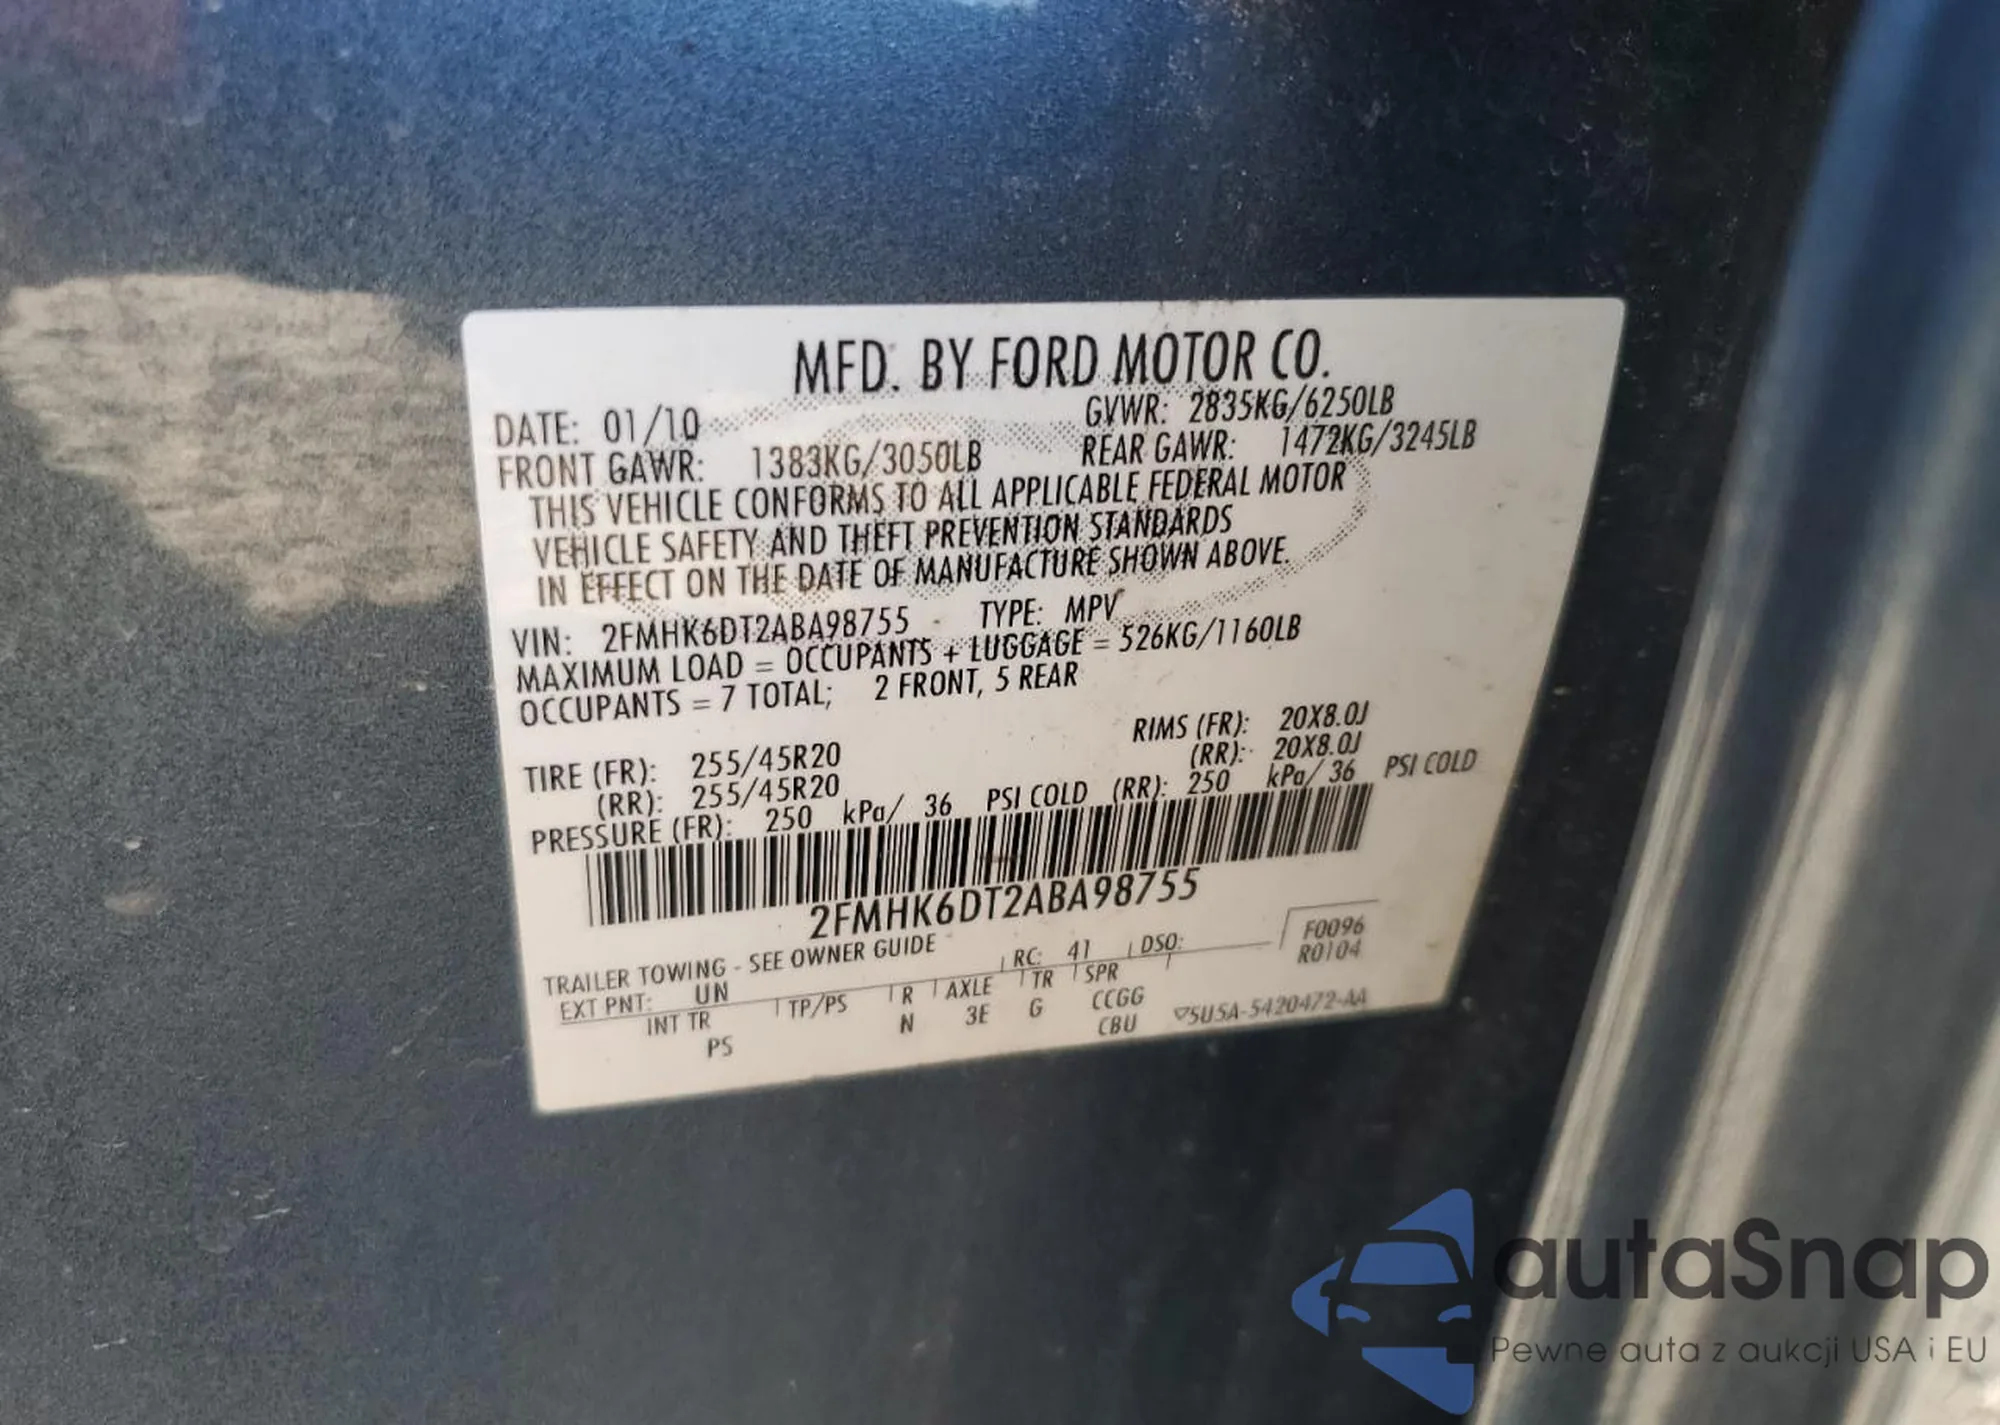 MFD. BY FORD MOTOR CO.
DATE: 01/10 GVWR: 2835KG/6250LB
FRONT GAWR: 1383KG/3050LB REAR GAWR: 1472KG/3245LB
THIS VEHICLE CONFORMS TO ALL APPLICABLE FEDERAL MOTOR
VEHICLE SAFETY AND THEFT PREVENTION STANDARDS
IN EFFECT ON THE DATE OF MANUFACTURE SHOWN ABOVE.
VIN: 2FMHK6DT2ABA98755 TYPE: MPV
MAXIMUM LOAD = OCCUPANTS + LUGGAGE = 526KG/1160LB
OCCUPANTS = 7 TOTAL; 2 FRONT, 5 REAR
TIRE (FR): 255/45R20 RIMS (FR): 20X8.0J
(RR): 255/45R20 (RR): 20X8.0J
PRESSURE (FR): 250 kPa/ 36 PSI COLD (RR): 250 kPa/ 36 PSI COLD
2FMHK6DT2ABA98755
TRAILER TOWING - SEE OWNER GUIDE
F0096
EXT PNT: UN RC: 41 DSO: R0104
INT TR TP/PS R AXLE TR SPR
PS N 3E G CCGG
CBU ▽5U5A-5420472-AA
autaSnap
Pewne auta z aukcji USA i EU